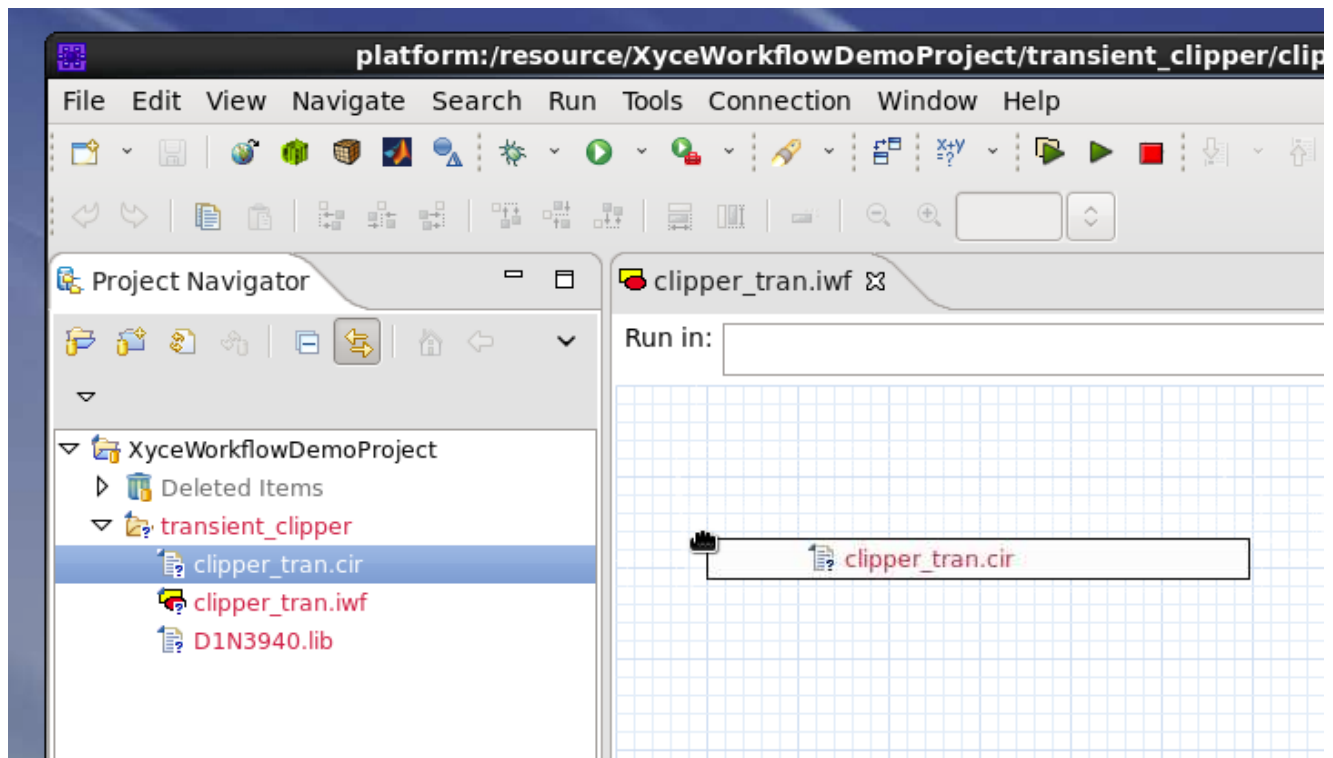 platform:/resource/XyceWorkflowDemoProject/transient_clipper/clip
File Edit View Navigate Search Run Tools Connection Window Help
X+Y
=?
Project Navigator
clipper_tran.iwf
Run in:
XyceWorkflowDemoProject
Deleted Items
transient_clipper
clipper_tran.cir
clipper_tran.cir
clipper_tran.iwf
D1N3940.lib